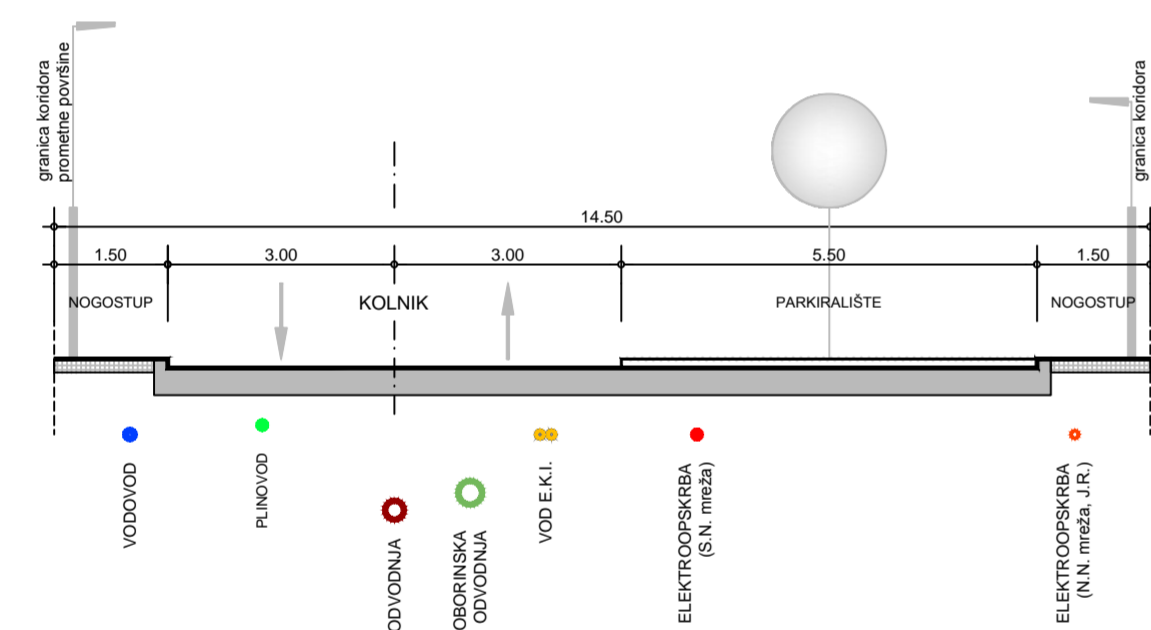 granica koridora
prometne površine
granica koridora
14.50
1.50
3.00
3.00
5.50
1.50
NOGOSTUP
KOLNIK
PARKIRALIŠTE
NOGOSTUP
VODOVOD
PLINOVOD
ODVODNJA
OBORINSKA
ODVODNJA
VOD E.K.I.
ELEKTROOPSKRBA
(S.N. mreža)
ELEKTROOPSKRBA
(N.N. mreža, J.R.)